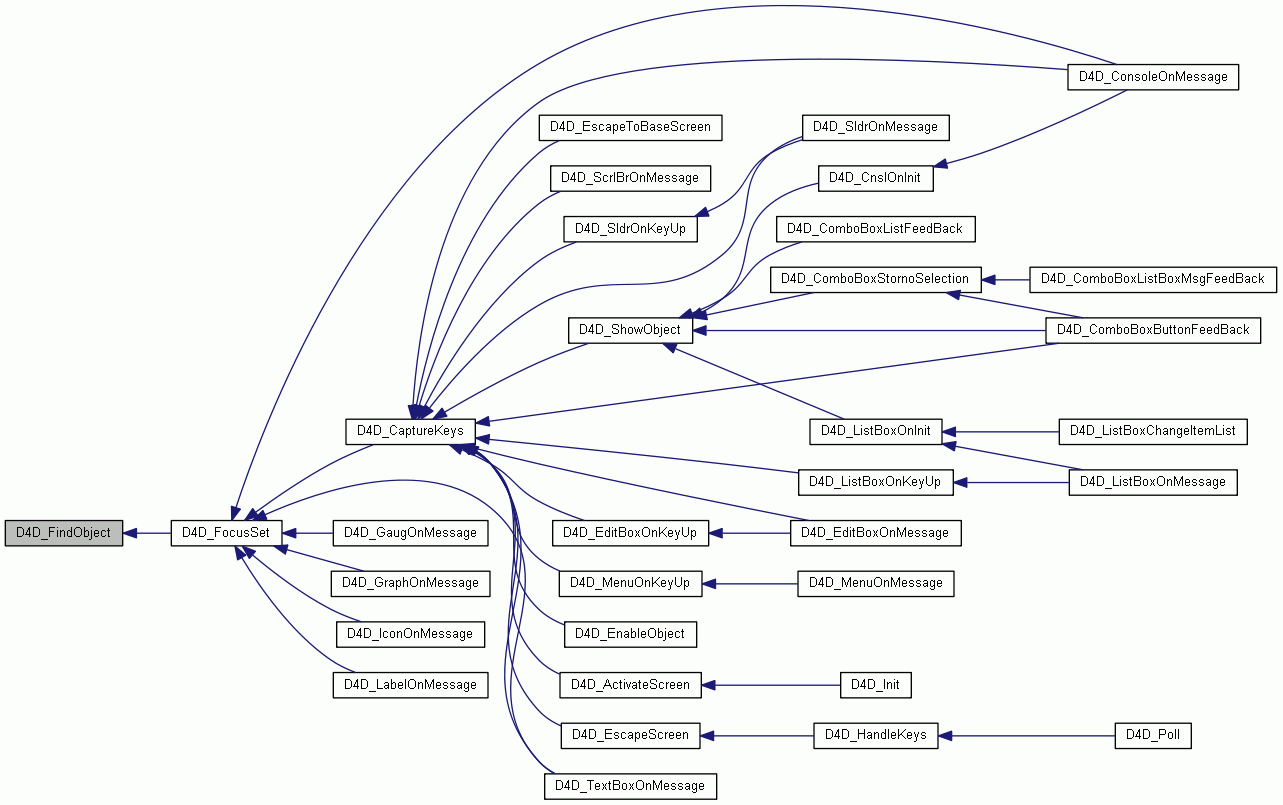 D4D_ConsoleOnMessage
D4D_EscapeToBaseScreen
D4D_SldrOnMessage
D4D_ScrlBrOnMessage
D4D_CnslOnInit
D4D_SldrOnKeyUp
D4D_ComboBoxListFeedBack
D4D_ComboBoxStornoSelection
D4D_ComboBoxListBoxMsgFeedBack
D4D_ShowObject
D4D_ComboBoxButtonFeedBack
D4D_CaptureKeys
D4D_ListBoxOnInit
D4D_ListBoxChangeItemList
D4D_ListBoxOnKeyUp
D4D_ListBoxOnMessage
D4D_FindObject
D4D_FocusSet
D4D_GaugOnMessage
D4D_EditBoxOnKeyUp
D4D_EditBoxOnMessage
D4D_GraphOnMessage
D4D_MenuOnKeyUp
D4D_MenuOnMessage
D4D_IconOnMessage
D4D_EnableObject
D4D_LabelOnMessage
D4D_ActivateScreen
D4D_Init
D4D_EscapeScreen
D4D_HandleKeys
D4D_Poll
D4D_TextBoxOnMessage